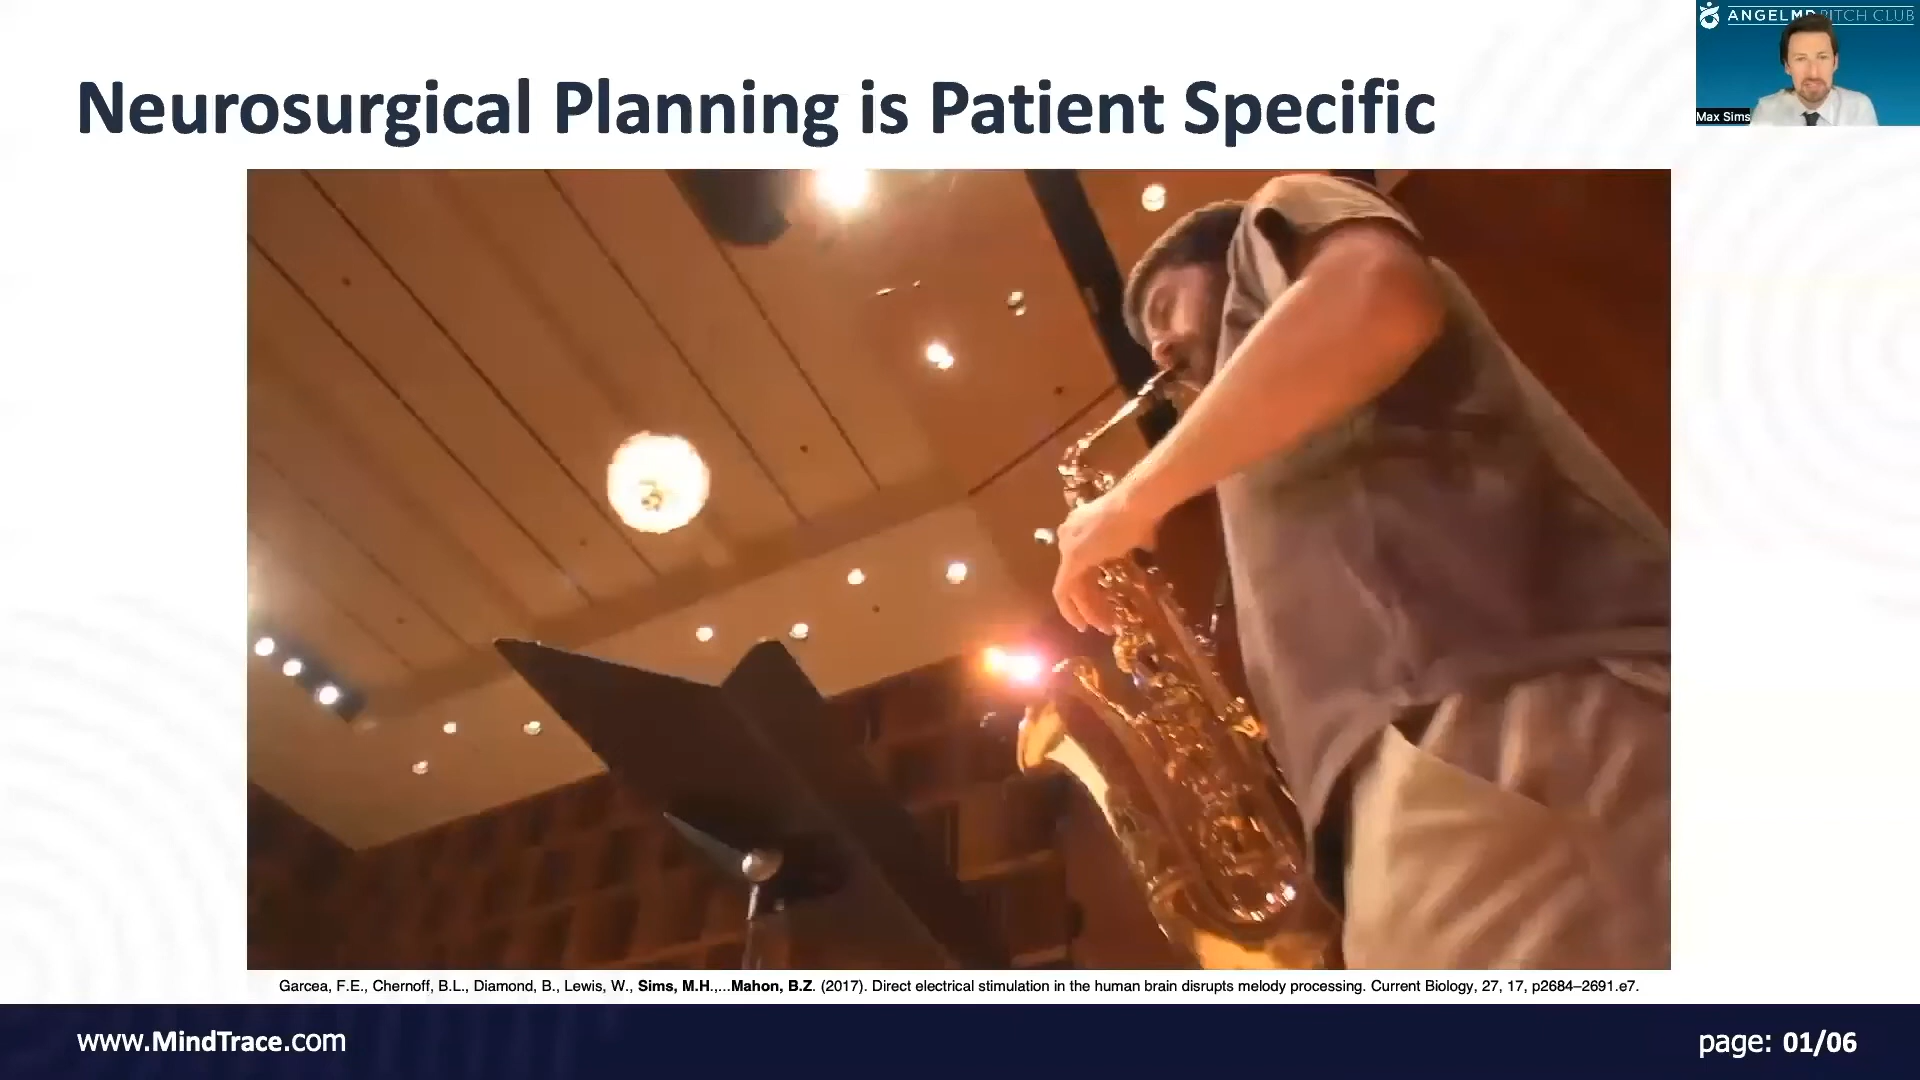 ANGELMD PITCH CLUB
Neurosurgical Planning is Patient Specific
Max Sims
Garcea, F.E., Chernoff, B.L., Diamond, B., Lewis, W., Sims, M.H.,...Mahon, B.Z. (2017). Direct electrical stimulation in the human brain disrupts melody processing. Current Biology, 27, 17, p2684–2691.e7.
www.MindTrace.com
page: 01/06